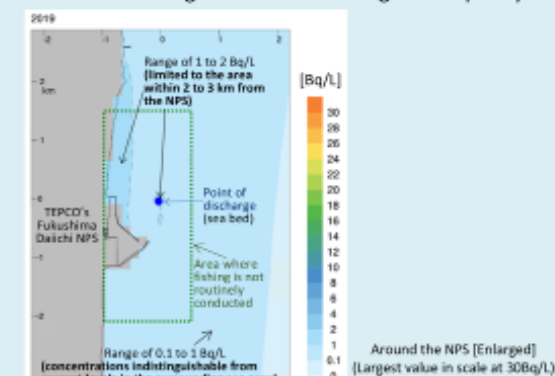 2019
-2 -1 0 1 2
Range of 1 to 2 Bq/L
(limited to the area
within 2 to 3 km from
the NPS)
[Bq/L]
2
km
1
0
-1
-2
30
28
26
24
22
20
18
16
14
12
10
8
6
4
2
1
0.1
0
Point of
discharge
(sea bed)
TEPCO's
Fukushima
Daiichi NPS
Area where
fishing is not
routinely
conducted
Range of 0.1 to 1 Bq/L
(concentrations indistinguishable from
Around the NPS [Enlarged]
(Largest value in scale at 30Bq/L)